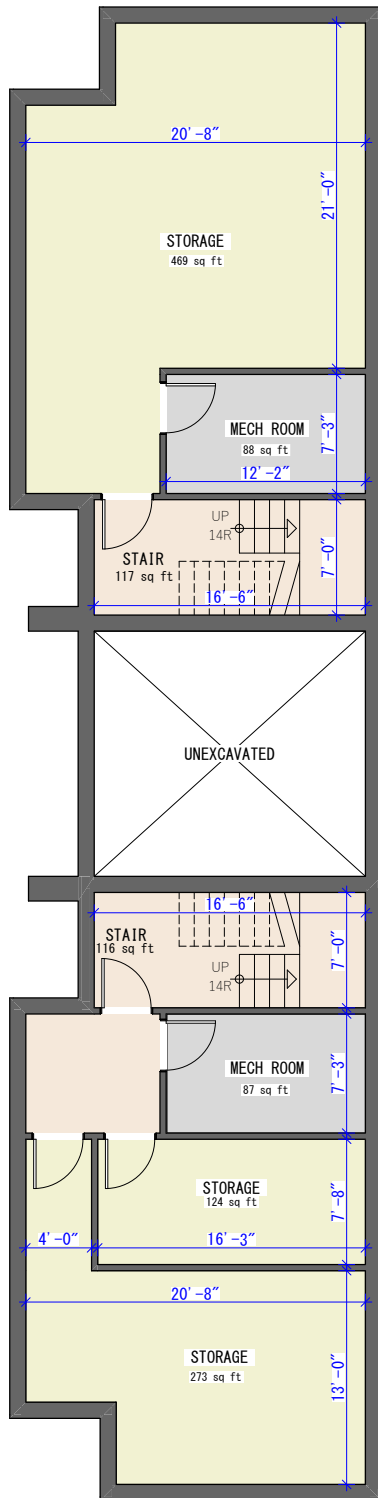 20'-8"
21'-0"
STORAGE
469 sq ft
MECH ROOM
88 sq ft
7'-3"
12'-2"
UP
14R
STAIR
117 sq ft
7'-0"
16'-6"
UNEXCAVATED
16'-6"
STAIR
116 sq ft
7'-0"
UP
14R
MECH ROOM
87 sq ft
7'-3"
STORAGE
124 sq ft
7'-8"
4'-0"
16'-3"
20'-8"
STORAGE
273 sq ft
13'-0"